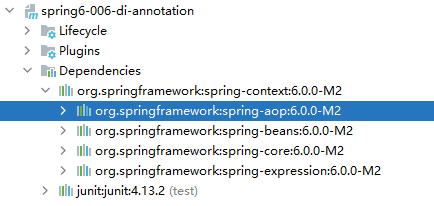 spring6-006-di-annotation
Lifecycle
Plugins
Dependencies
org.springframework:spring-context:6.0.0-M2
org.springframework:spring-aop:6.0.0-M2
org.springframework:spring-beans:6.0.0-M2
org.springframework:spring-core:6.0.0-M2
org.springframework:spring-expression:6.0.0-M2
junit:junit:4.13.2 (test)